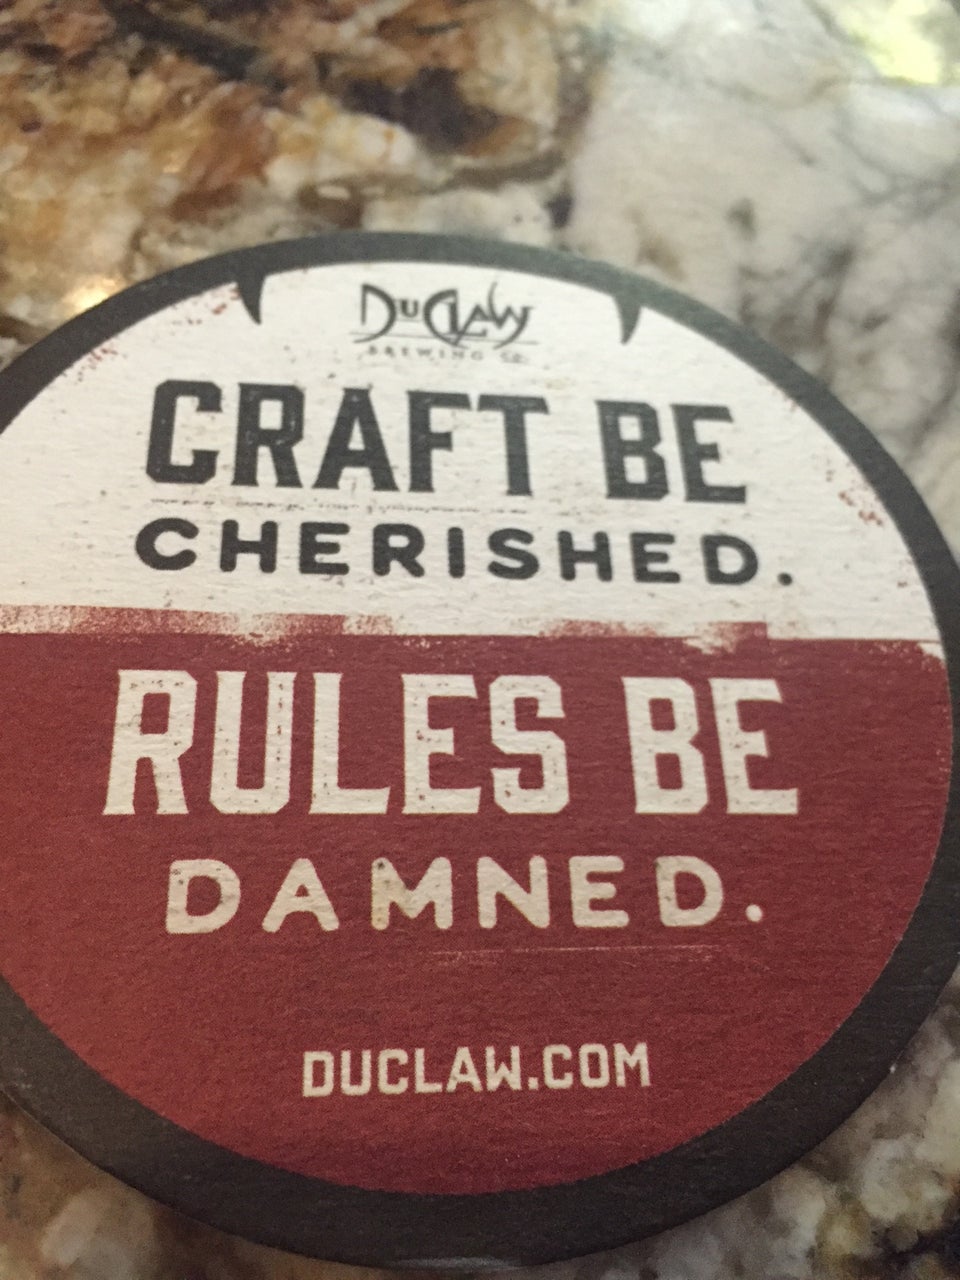 DUCLAW
BREWING CO.
CRAFT BE
CHERISHED.
RULES BE
DAMNED.
DUCLAW.COM